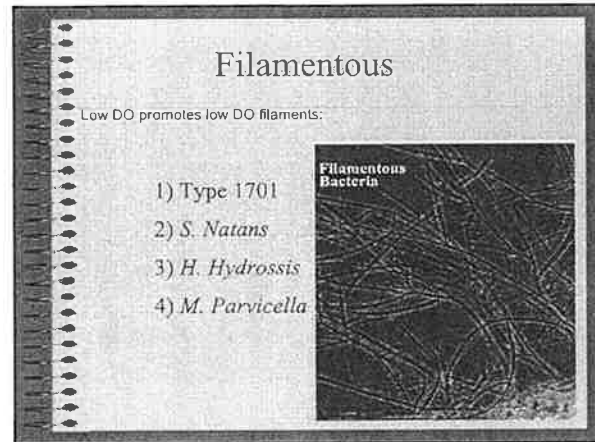 Filamentous
Low DO promotes low DO filaments:
1) Type 1701
2) S. Natans
3) H. Hydrossis
4) M. Parvicella
Filamentous
Bacteria